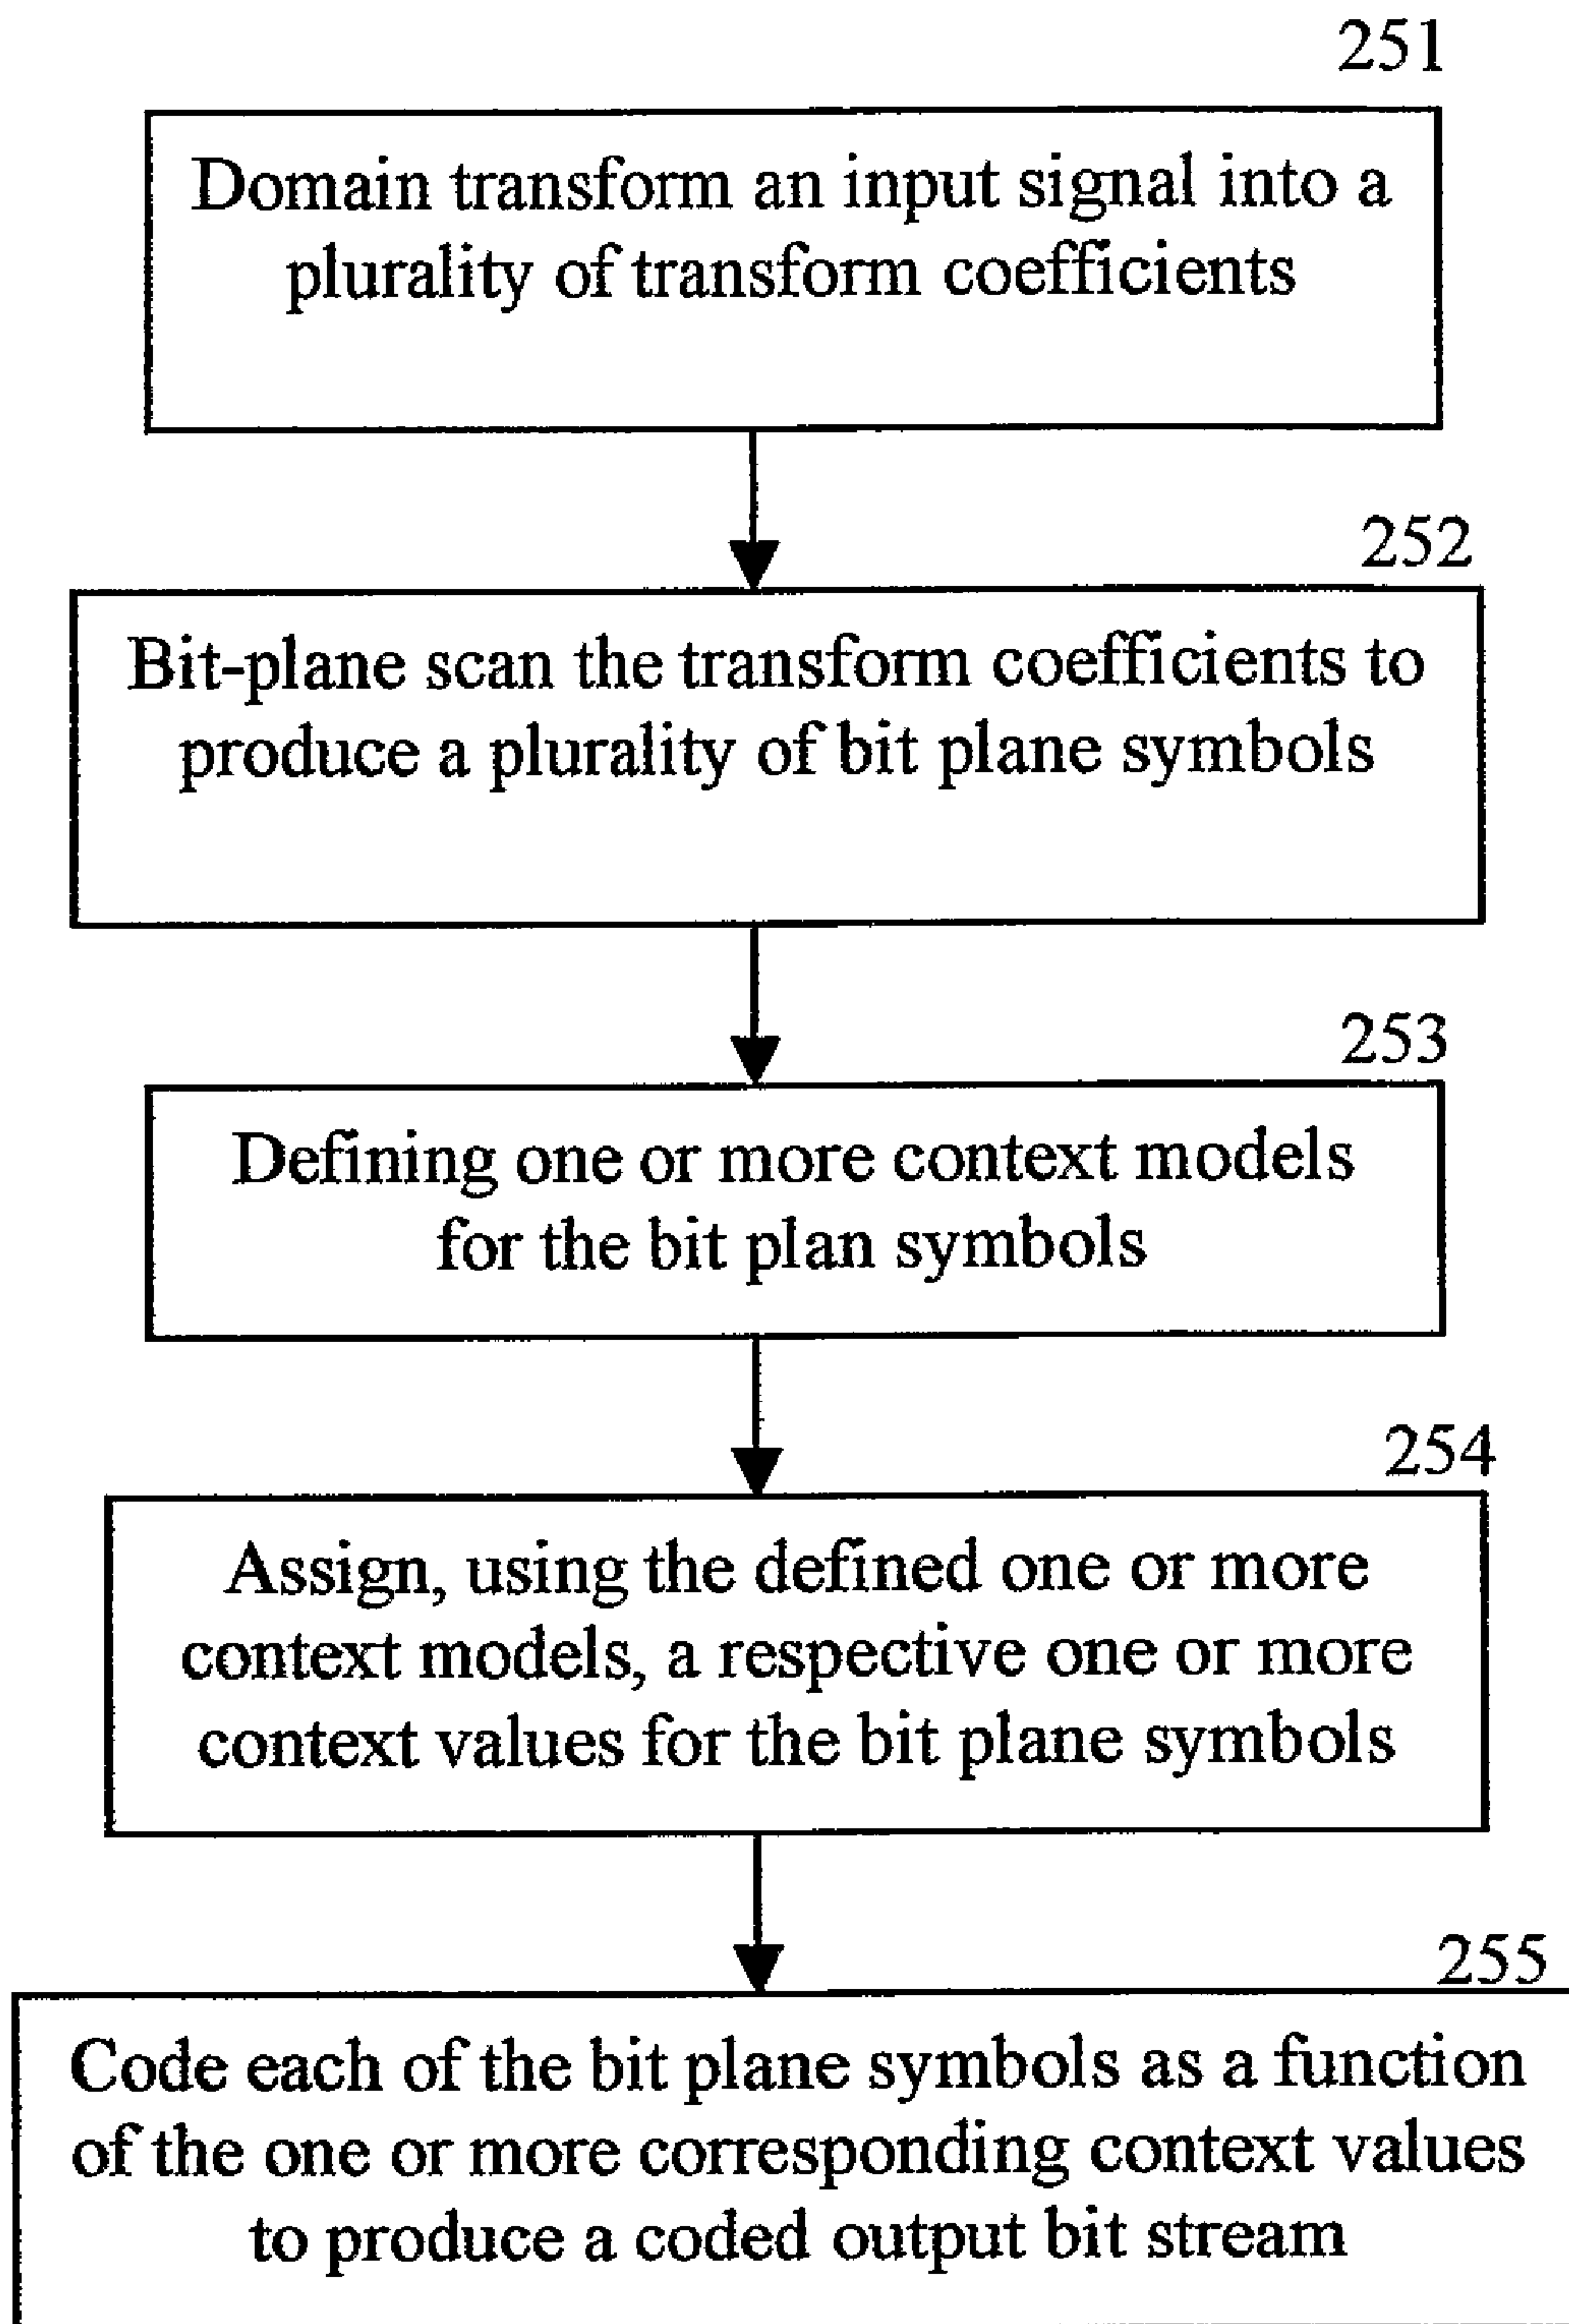 251
Domain transform an input signal into a
plurality of transform coefficients
252
Bit-plane scan the transform coefficients to
produce a plurality of bit plane symbols
253
Defining one or more context models
for the bit plan symbols
254
Assign, using the defined one or more
context models, a respective one or more
context values for the bit plane symbols
255
Code each of the bit plane symbols as a function
of the one or more corresponding context values
to produce a coded output bit stream